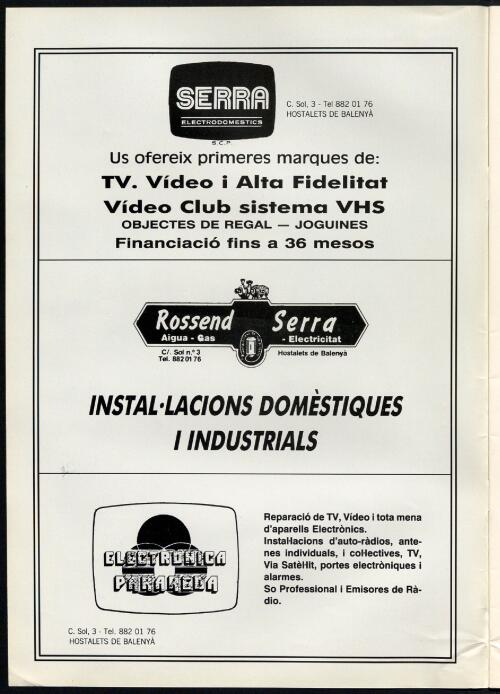 SERRA
ELECTRODOMESTICS
S.C.P.
C. Sol, 3 - Tel 882 01 76
HOSTALETS DE BALENYÀ
Us ofereix primeres marques de:
TV. Vídeo i Alta Fidelitat
Vídeo Club sistema VHS
OBJECTES DE REGAL — JOGUINES
Financiació fins a 36 mesos
Rossend Serra
Aigua - Gas - Electricitat
C/. Sol n.º 3
Tel. 882 01 76
Hostalets de Balenyà
INSTAL·LACIONS DOMÈSTIQUES
I INDUSTRIALS
ELECTRONICA
PARAREDA
Reparació de TV, Vídeo i tota mena
d'aparells Electrònics.
Instal·lacions d'auto-ràdios, ante-
nes individuals, i col·lectives, TV,
Via Satèl·lit, portes electròniques i
alarmes.
So Professional i Emisores de Rà-
dio.
C. Sol, 3 - Tel. 882 01 76
HOSTALETS DE BALENYÀ